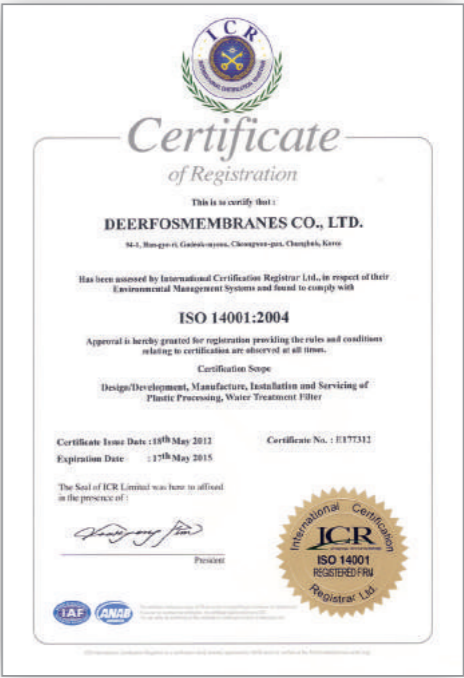 ICR
INTERNATIONAL CERTIFICATION REGISTRAR
Certificate
of Registration
This is to certify that :
DEERFOSMEMBRANES CO., LTD.
Korea
Has been assessed by International Certification Registrar Ltd., in respect of their
Environmental Management Systems and found to comply with
ISO 14001:2004
Approval is hereby granted for registration providing the rules and conditions
relating to certification are observed at all times.
Certification Scope
Design/Development, Manufacture, Installation and Servicing of
Plastic Processing, Water Treatment Filter
Certificate Issue Date : 18th May 2012
Certificate No. : E177312
Expiration Date : 17th May 2015
The Seal of ICR Limited was here to affixed
in the presence of :
President
International Certification
ICR
ISO 14001
REGISTERED FIRM
Registrar Ltd.
IAF
ANAB